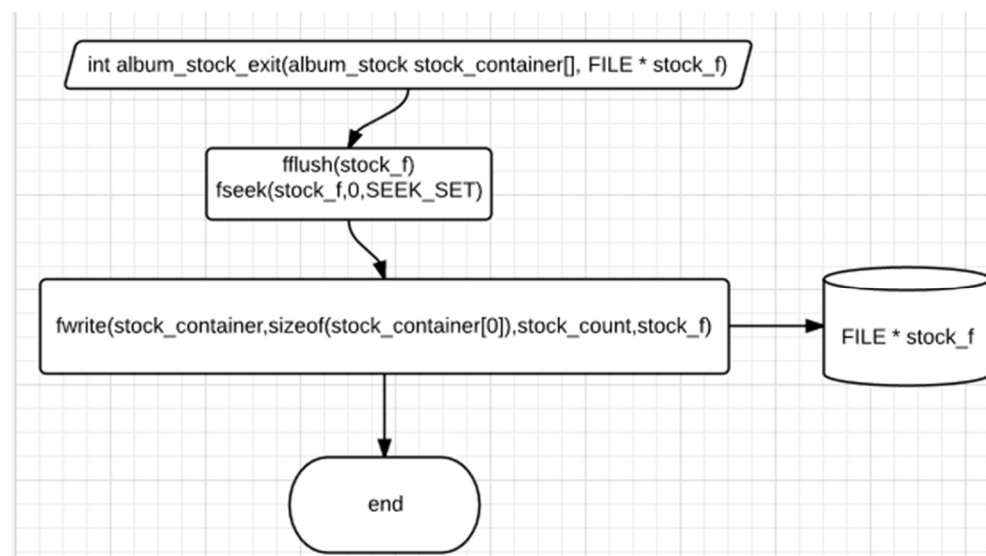 int album_stock_exit(album_stock stock_container[], FILE * stock_f)
fflush(stock_f)
fseek(stock_f,0,SEEK_SET)
fwrite(stock_container,sizeof(stock_container[0]),stock_count,stock_f)
FILE * stock_f
end